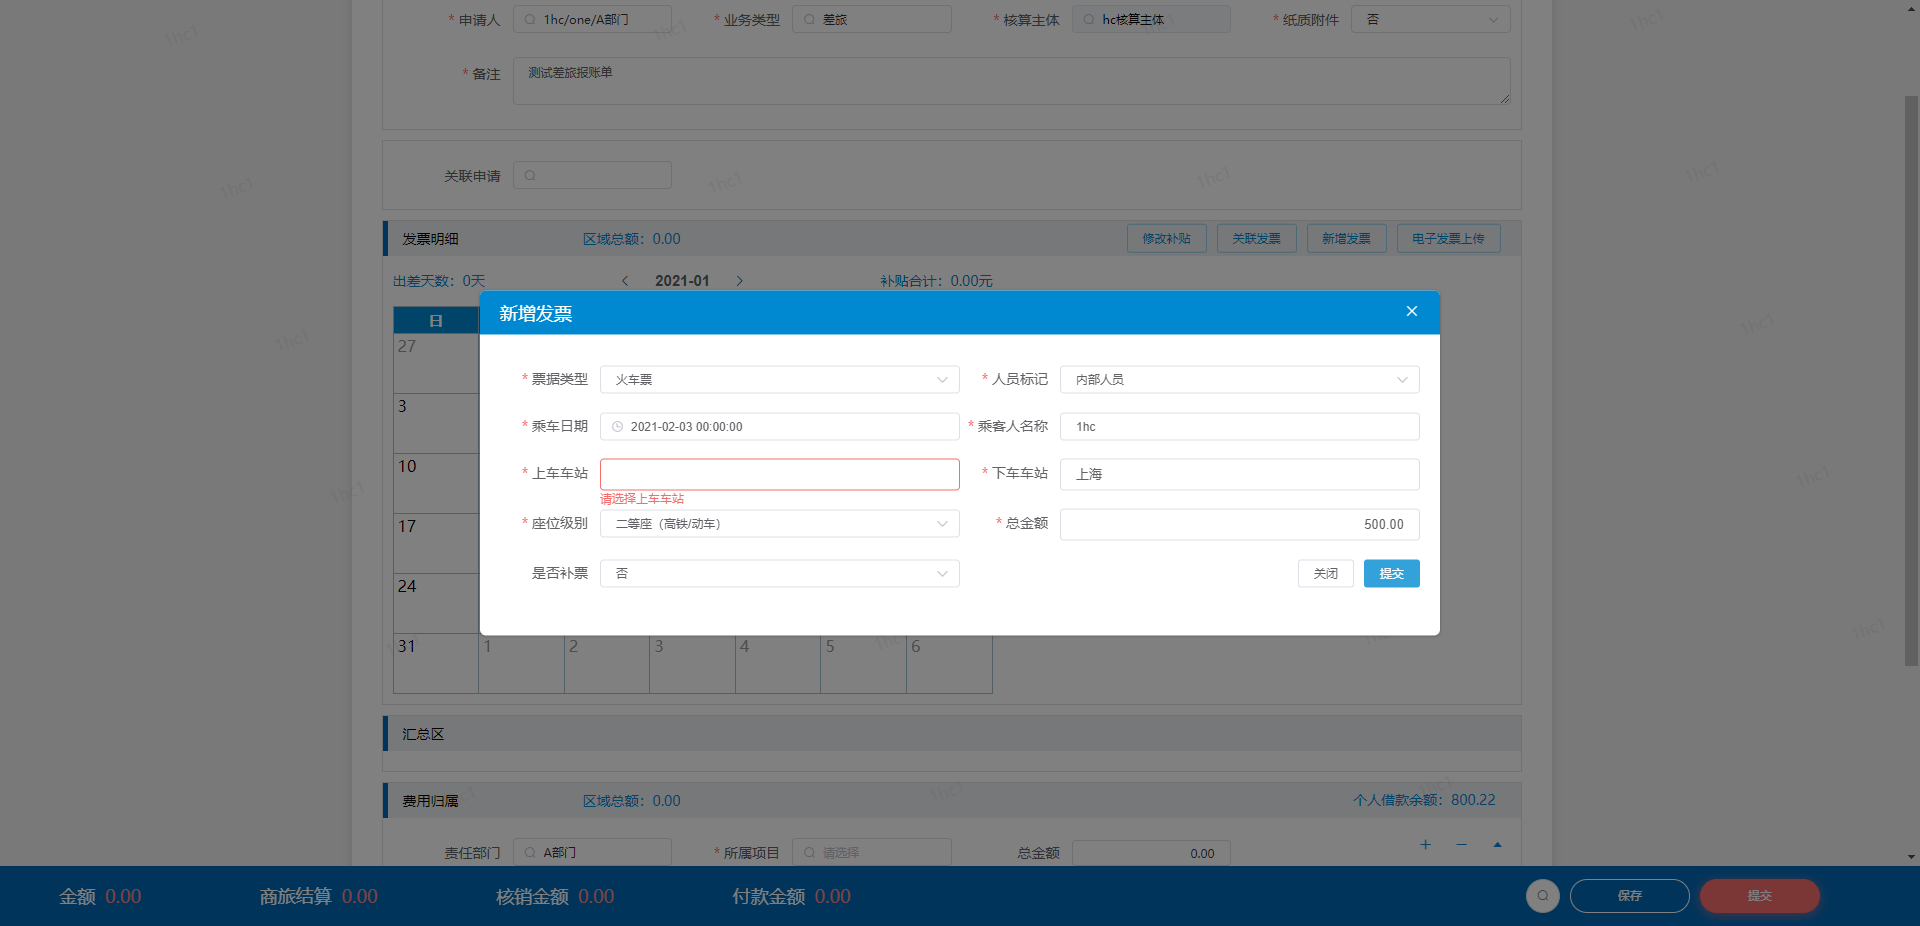 * 申请人 1hc/one/A部门 * 业务类型 差旅 * 核算主体 hc核算主体 * 纸质附件 否
* 备注 测试差旅报账单
关联申请
发票明细 区域总额：0.00 修改补贴 关联发票 新增发票 电子发票上传
出差天数：0天 2021-01 补贴合计：0.00元
日
27
3
10
17
24
31 1 2 3 4 5 6
新增发票
* 票据类型 火车票 * 人员标记 内部人员
* 乘车日期 2021-02-03 00:00:00 * 乘客人名称 1hc
* 上车车站 * 下车车站 上海
请选择上车车站
* 座位级别 二等座（高铁/动车） * 总金额 500.00
是否补票 否 关闭 提交
汇总区
费用归属 区域总额：0.00 个人借款余额：800.22
责任部门 A部门 * 所属项目 请选择 总金额 0.00
金额 0.00 商旅结算 0.00 核销金额 0.00 付款金额 0.00 保存 提交
1hc1